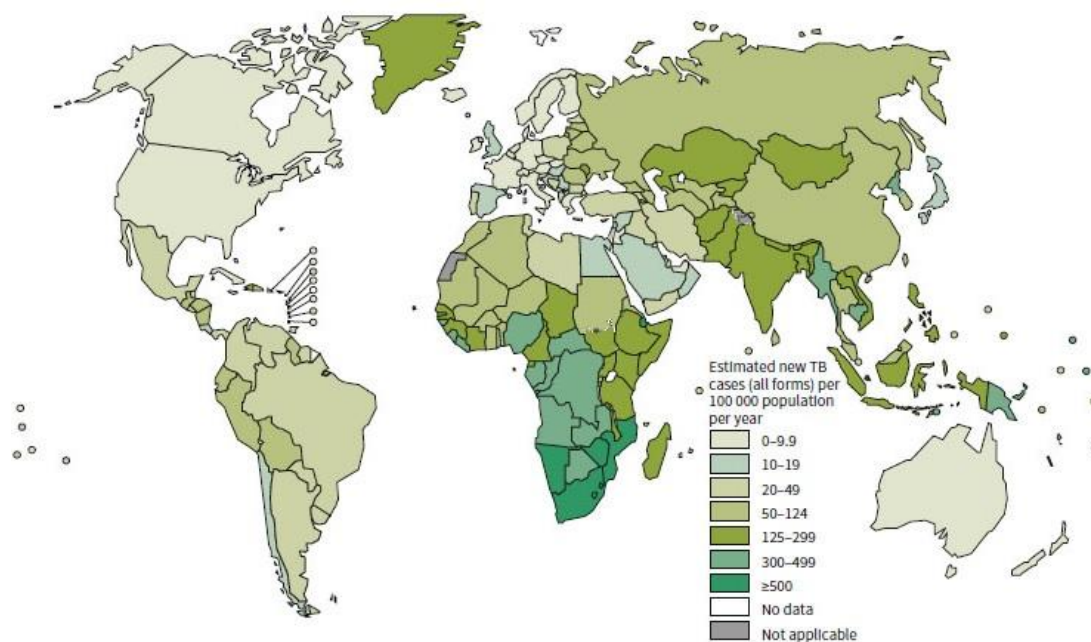 Estimated new TB
cases (all forms) per
100 000 population
per year
0–9.9
10–19
20–49
50–124
125–299
300–499
≥500
No data
Not applicable